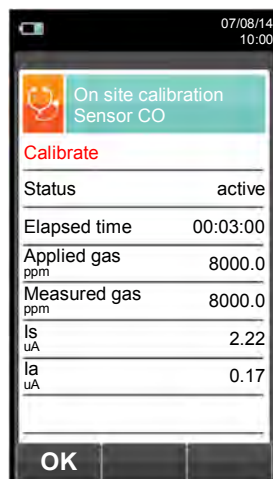 07/08/14
10:00
On site calibration
Sensor CO
Calibrate
Status active
Elapsed time 00:03:00
Applied gas 8000.0
ppm
Measured gas 8000.0
ppm
Is 2.22
uA
Ia 0.17
uA
OK